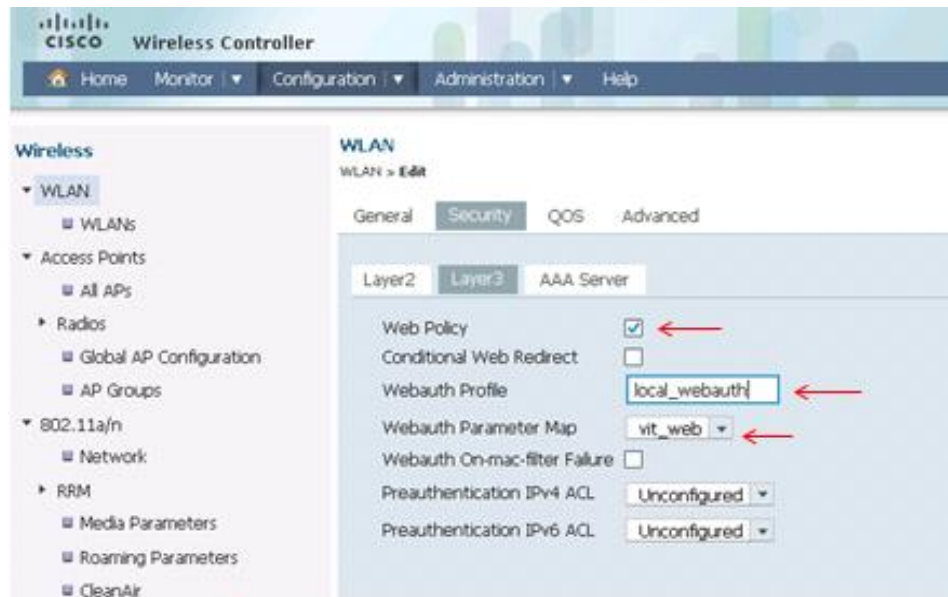 CISCO Wireless Controller
Home Monitor Configuration Administration Help
Wireless
WLAN
WLANs
Access Points
All APs
Radios
Global AP Configuration
AP Groups
802.11a/n
Network
RRM
Media Parameters
Roaming Parameters
CleanAir
WLAN
WLAN > Edit
General Security QOS Advanced
Layer2 Layer3 AAA Server
Web Policy
Conditional Web Redirect
Webauth Profile local_webauth
Webauth Parameter Map vit_web
Webauth On-mac-filter Failure
Preauthentication IPv4 ACL Unconfigured
Preauthentication IPv6 ACL Unconfigured